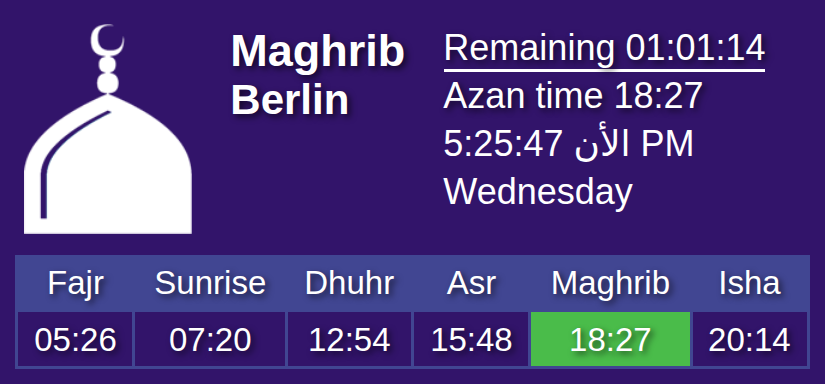 Maghrib
Berlin
Remaining 01:01:14
Azan time 18:27
5:25:47 الأن PM
Wednesday
Fajr Sunrise Dhuhr Asr Maghrib Isha
05:26 07:20 12:54 15:48 18:27 20:14